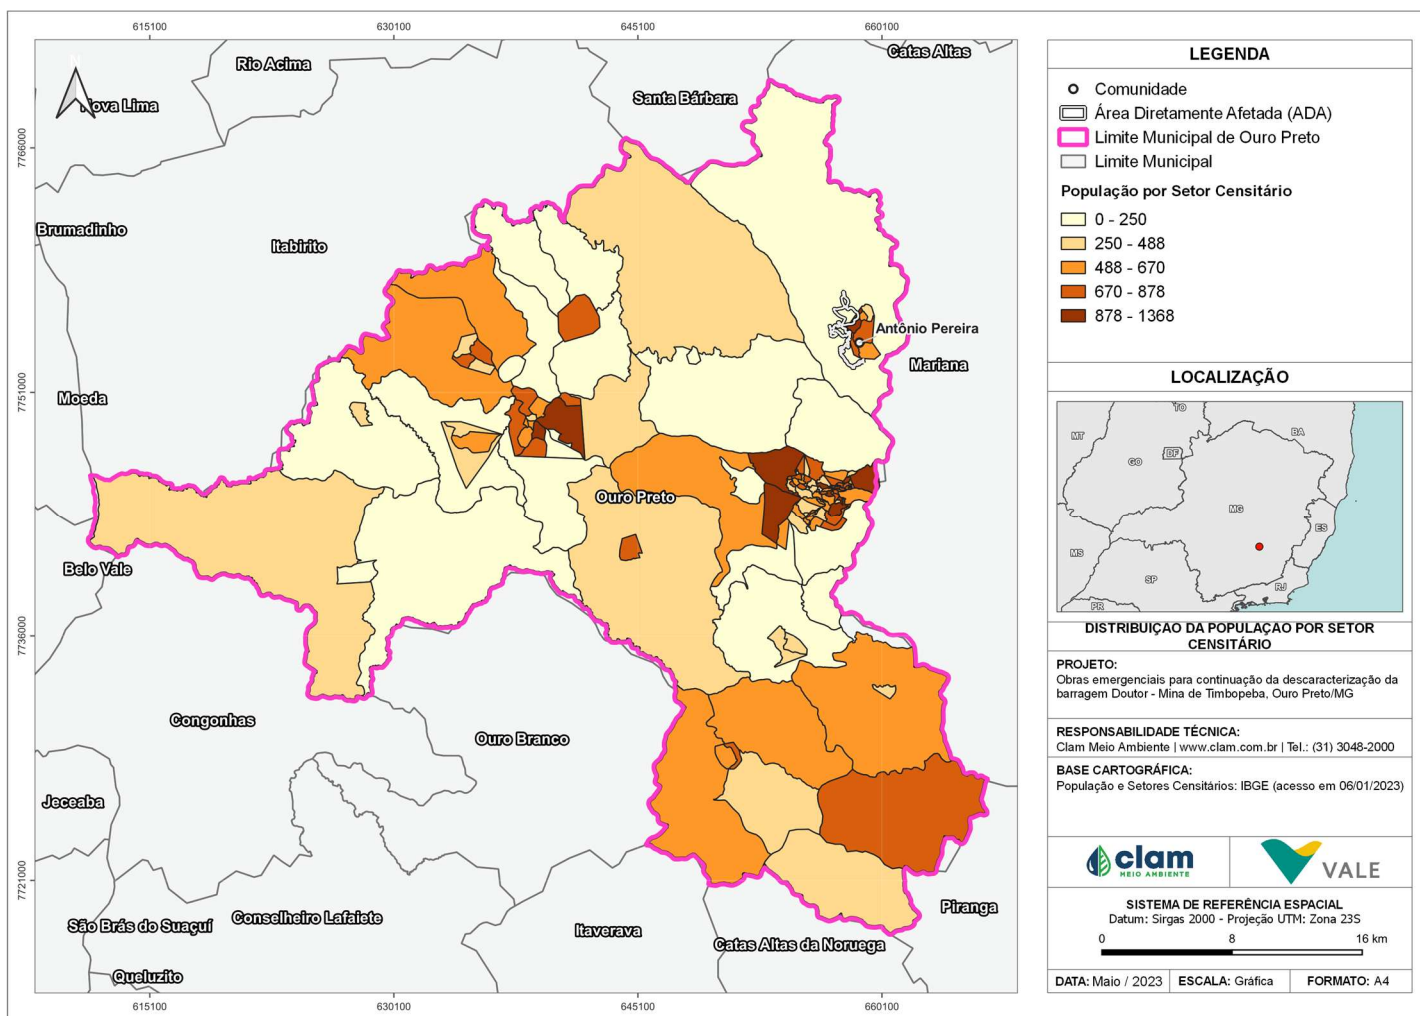 615100
630100
645100
660100
7766000
7751000
7736000
7721000
Catas Altas
Rio Acima
Nova Lima
Santa Bárbara
Brumadinho
Itabirito
Antônio Pereira
Mariana
Moeda
Ouro Preto
Belo Vale
Congonhas
Ouro Branco
Jeceaba
Piranga
São Brás do Suaçuí
Conselheiro Lafaiete
Itaverava
Catas Altas da Noruega
Queluzito
615100
630100
645100
660100
LEGENDA
Comunidade
Área Diretamente Afetada (ADA)
Limite Municipal de Ouro Preto
Limite Municipal
População por Setor Censitário
0 - 250
250 - 488
488 - 670
670 - 878
878 - 1368
LOCALIZAÇÃO
TO
MT
BA
DF
GO
MG
ES
MS
SP
RJ
PR
DISTRIBUIÇÃO DA POPULAÇÃO POR SETOR
CENSITÁRIO
PROJETO:
Obras emergenciais para continuação da descaracterização da
barragem Doutor - Mina de Timbopeba, Ouro Preto/MG
RESPONSABILIDADE TÉCNICA:
Clam Meio Ambiente | www.clam.com.br | Tel.: (31) 3048-2000
BASE CARTOGRÁFICA:
População e Setores Censitários: IBGE (acesso em 06/01/2023)
clam
MEIO AMBIENTE
VALE
SISTEMA DE REFERÊNCIA ESPACIAL
Datum: Sirgas 2000 - Projeção UTM: Zona 23S
0 8 16 km
DATA: Maio / 2023 ESCALA: Gráfica FORMATO: A4